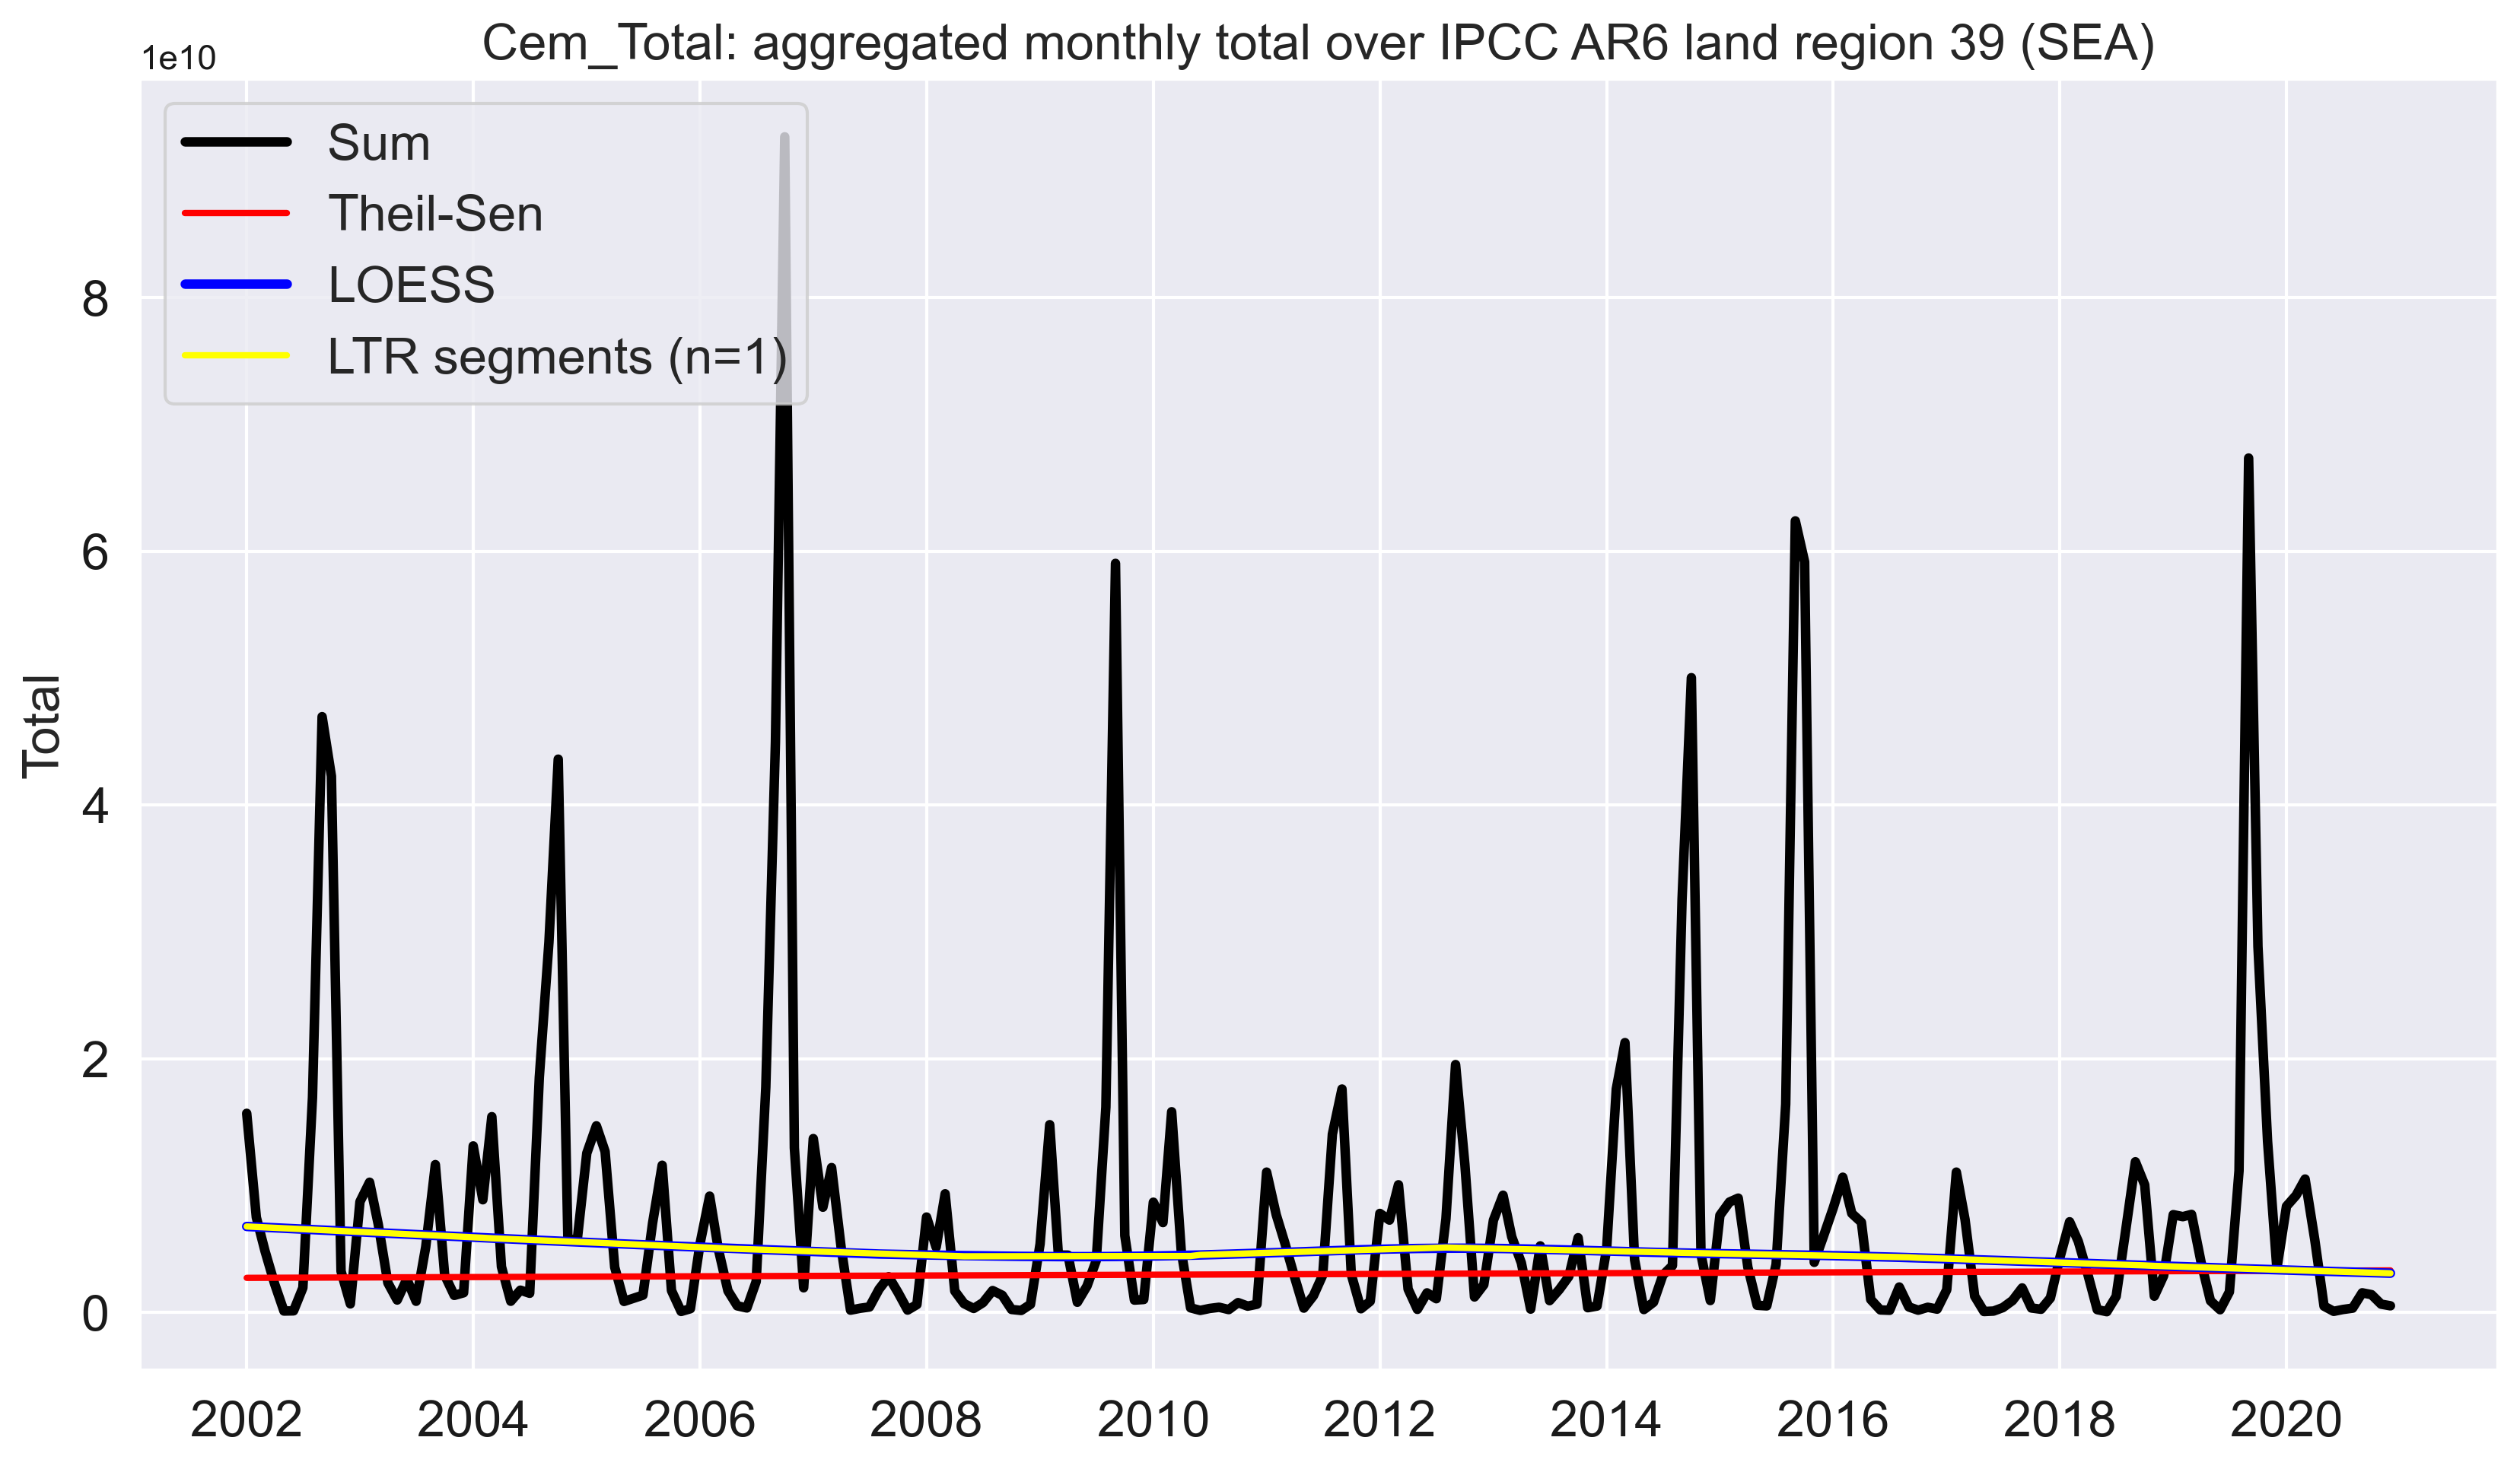 Cem_Total: aggregated monthly total over IPCC AR6 land region 39 (SEA)
1e10
Sum
Theil-Sen
LOESS
LTR segments (n=1)
8
6
4
2
0
Total
2002 2004 2006 2008 2010 2012 2014 2016 2018 2020